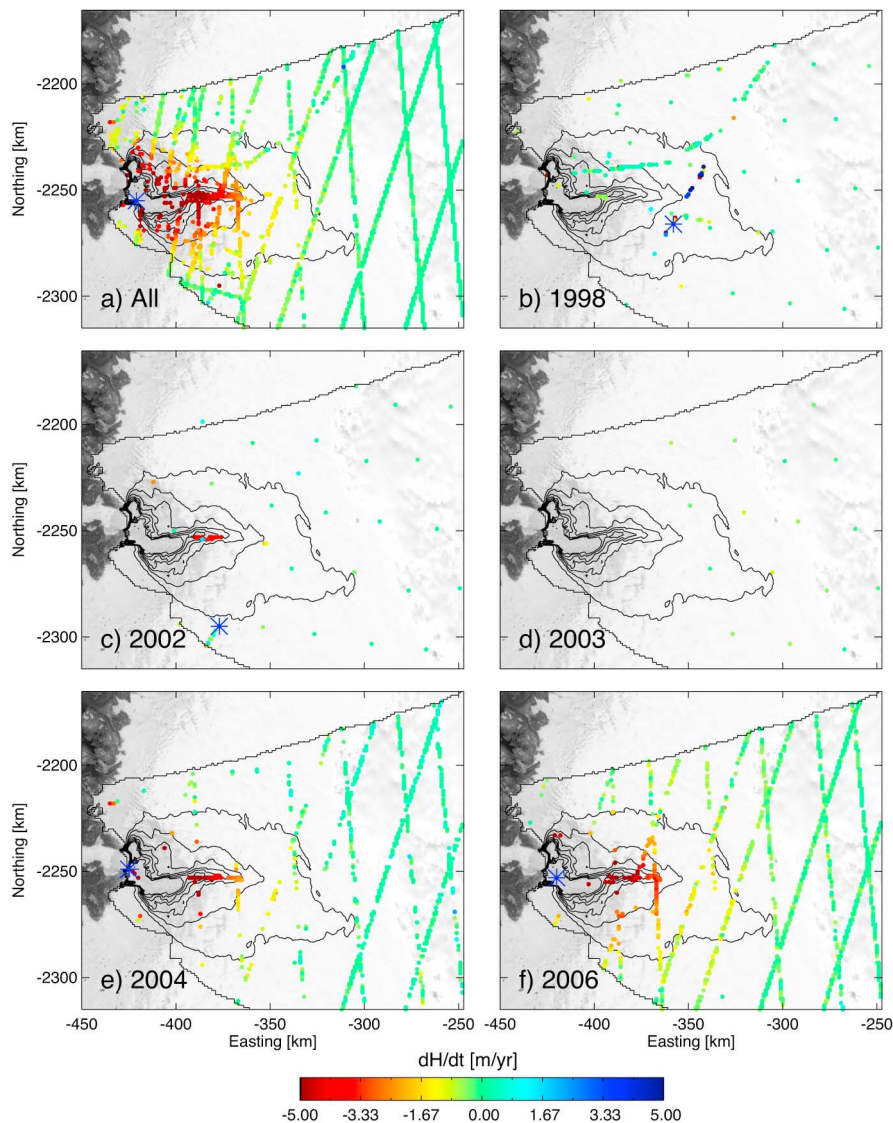 -2200
-2250
-2300
Northing [km]
a) All
b) 1998
-2200
-2250
-2300
Northing [km]
c) 2002
d) 2003
-2200
-2250
-2300
Northing [km]
e) 2004
f) 2006
-450 -400 -350 -300 -250
Easting [km]
-400 -350 -300 -250
Easting [km]
dH/dt [m/yr]
-5.00 -3.33 -1.67 0.00 1.67 3.33 5.00